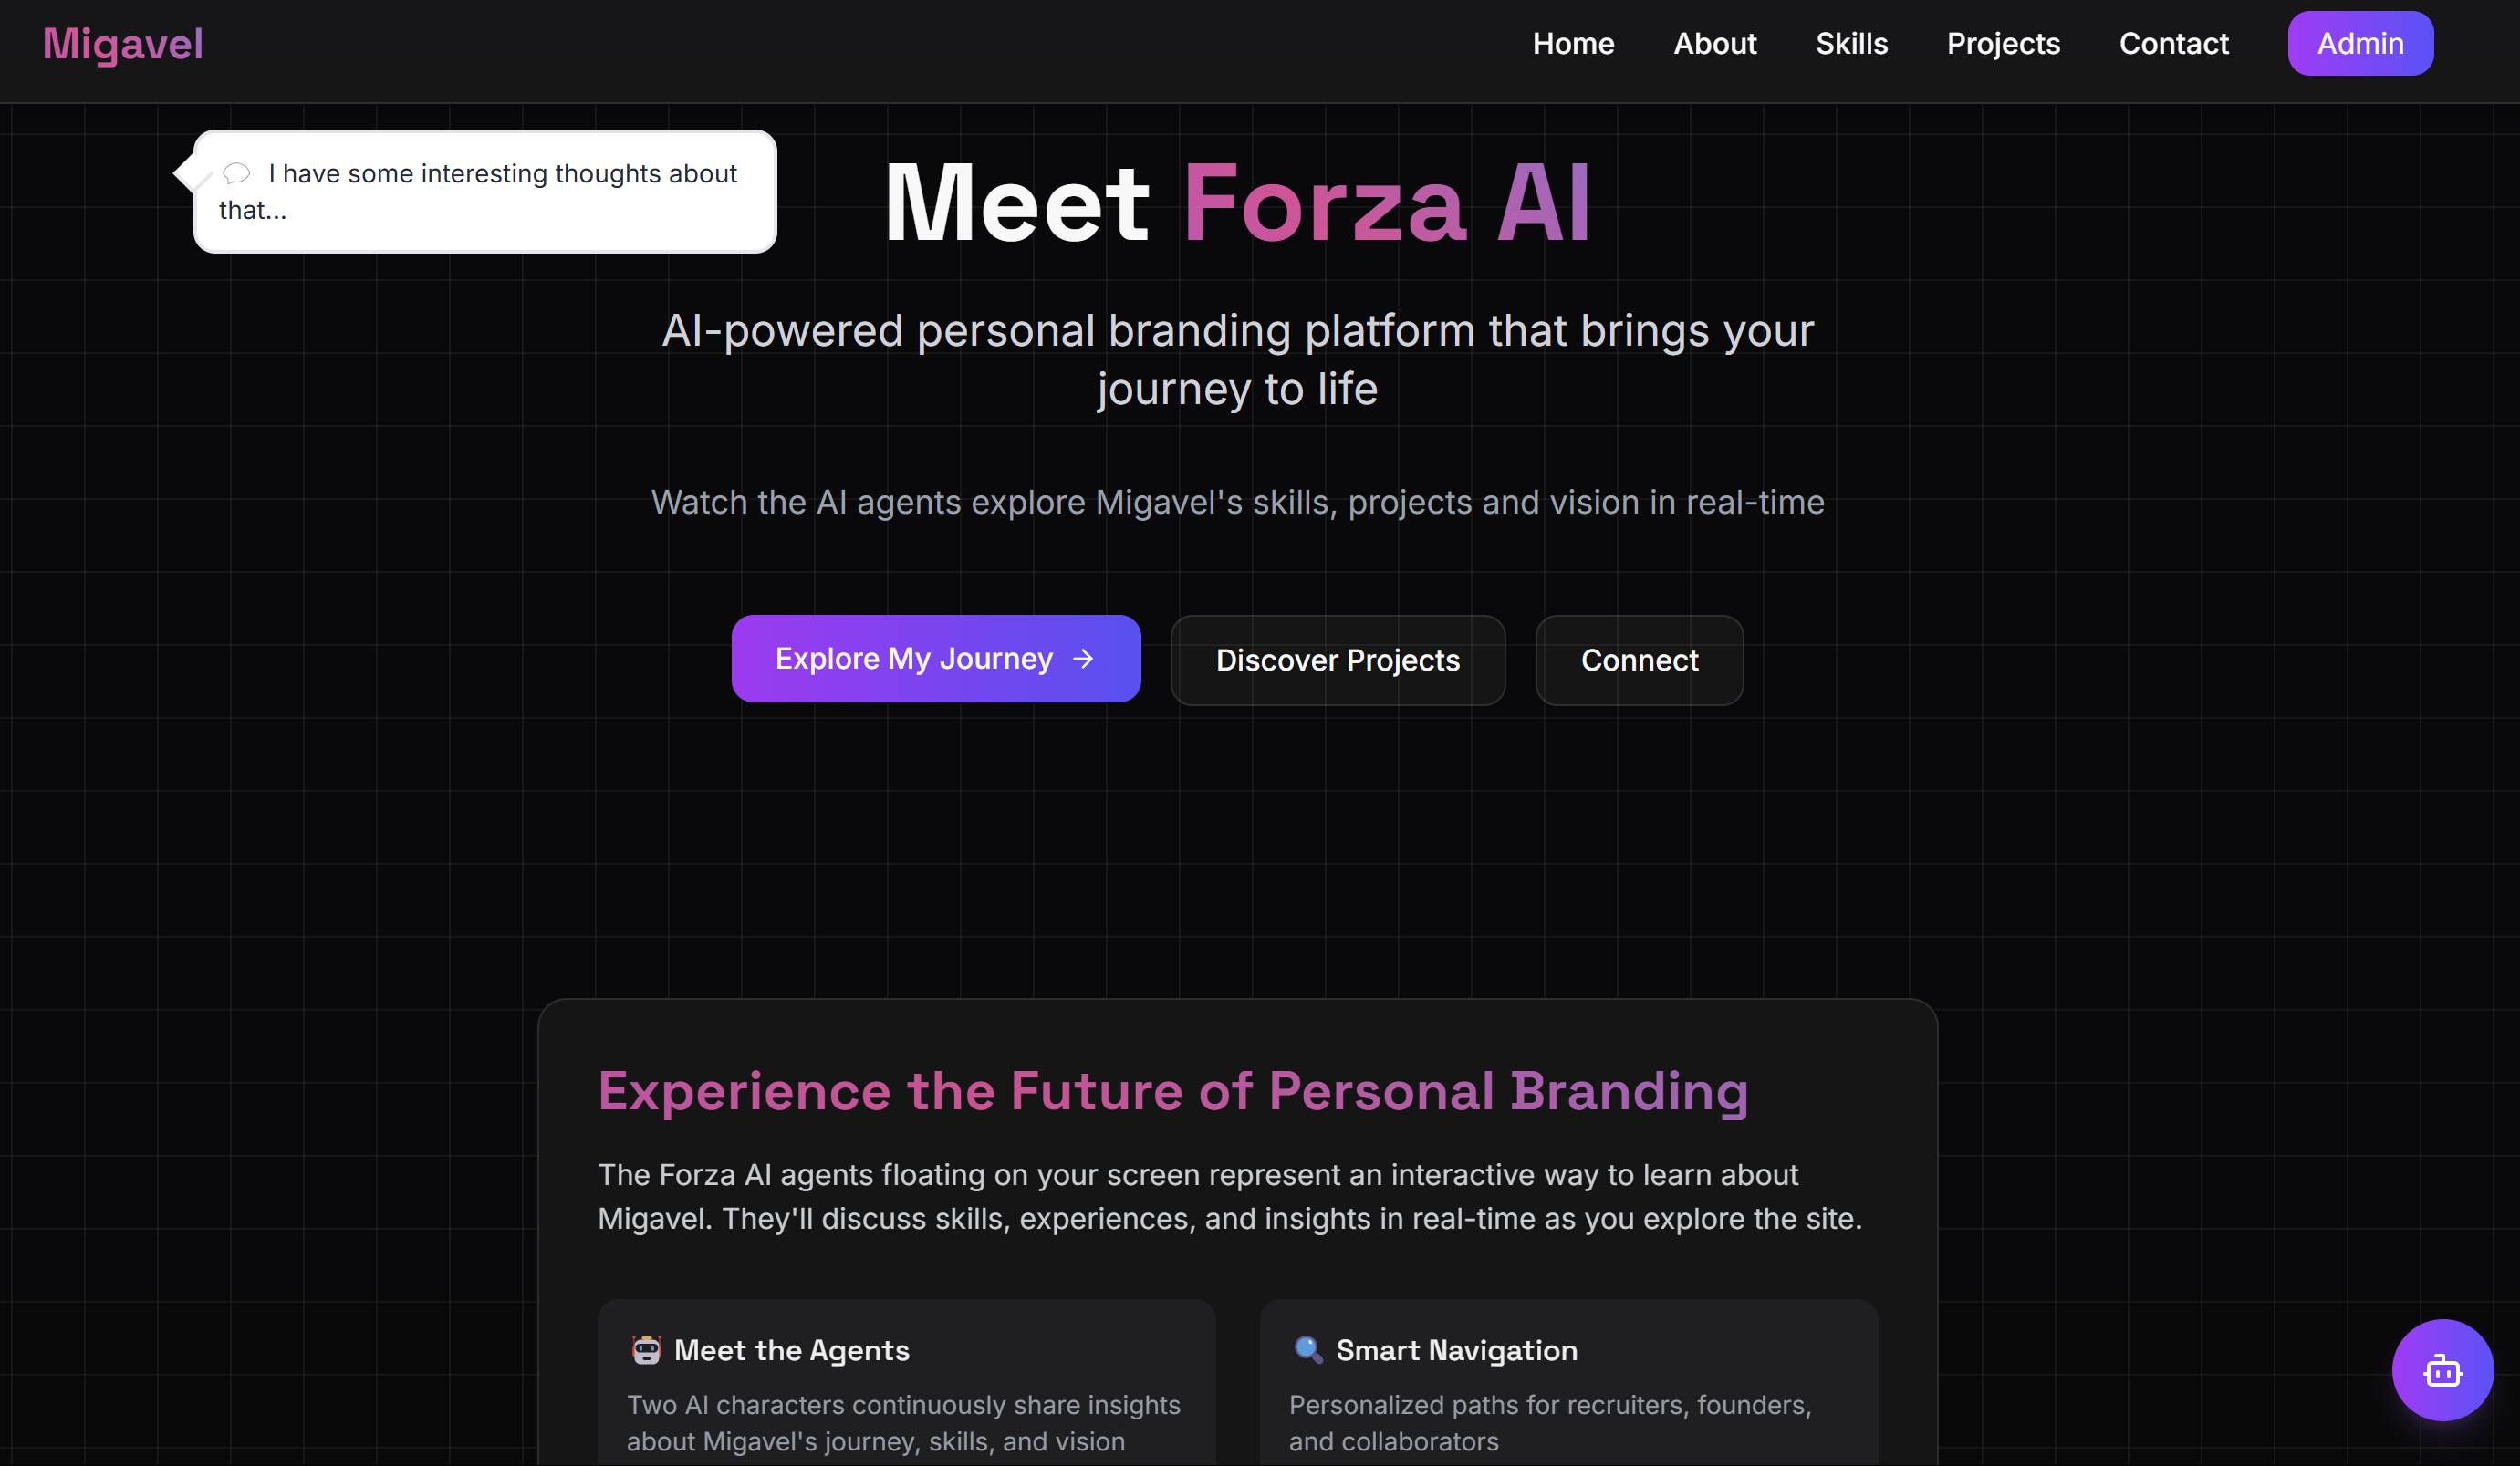 Migavel
Home About Skills Projects Contact Admin
💭 I have some interesting thoughts about
that...
Meet Forza AI
AI-powered personal branding platform that brings your
journey to life
Watch the AI agents explore Migavel's skills, projects and vision in real-time
Explore My Journey →
Discover Projects
Connect
Experience the Future of Personal Branding
The Forza AI agents floating on your screen represent an interactive way to learn about
Migavel. They'll discuss skills, experiences, and insights in real-time as you explore the site.
🤖 Meet the Agents
Two AI characters continuously share insights
about Migavel's journey, skills, and vision
🔍 Smart Navigation
Personalized paths for recruiters, founders,
and collaborators